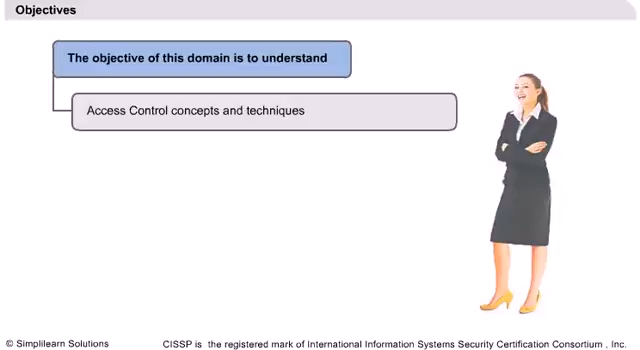 Objectives
The objective of this domain is to understand
Access Control concepts and techniques
© Simplilearn Solutions
CISSP is the registered mark of International Information Systems Security Certification Consortium , Inc.